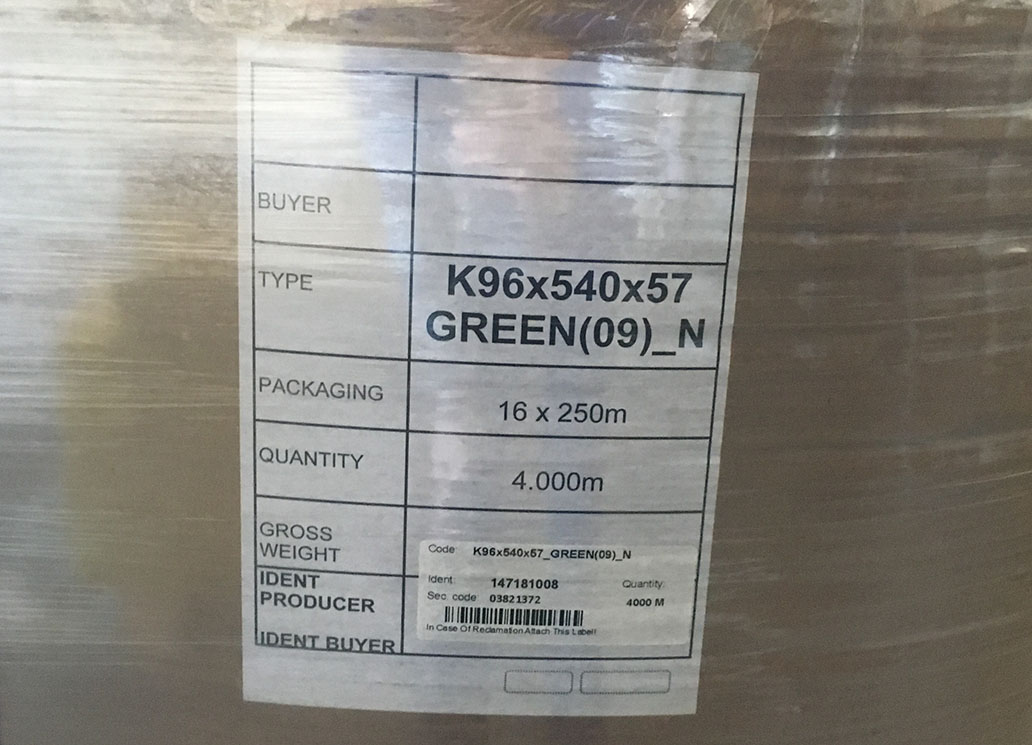 BUYER
TYPE
K96x540x57
GREEN(09)_N
PACKAGING
16 x 250m
QUANTITY
4.000m
GROSS
WEIGHT
Code: K96x540x57_GREEN(09)_N
IDENT
PRODUCER
Ident: 147181008 Quantity:
Sec. code 03821372 4000 M
In Case Of Reclamation Attach This Label!
IDENT BUYER